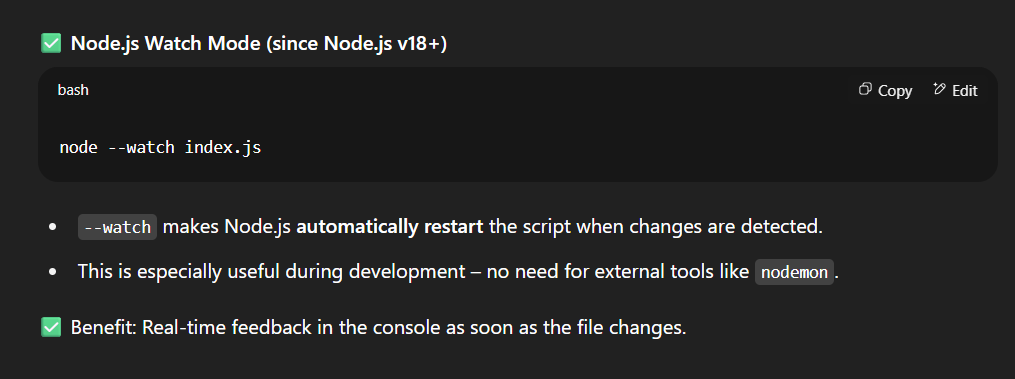 ✅ Node.js Watch Mode (since Node.js v18+)
bash Copy Edit
node --watch index.js
• --watch makes Node.js automatically restart the script when changes are detected.
• This is especially useful during development – no need for external tools like nodemon.
✅ Benefit: Real-time feedback in the console as soon as the file changes.